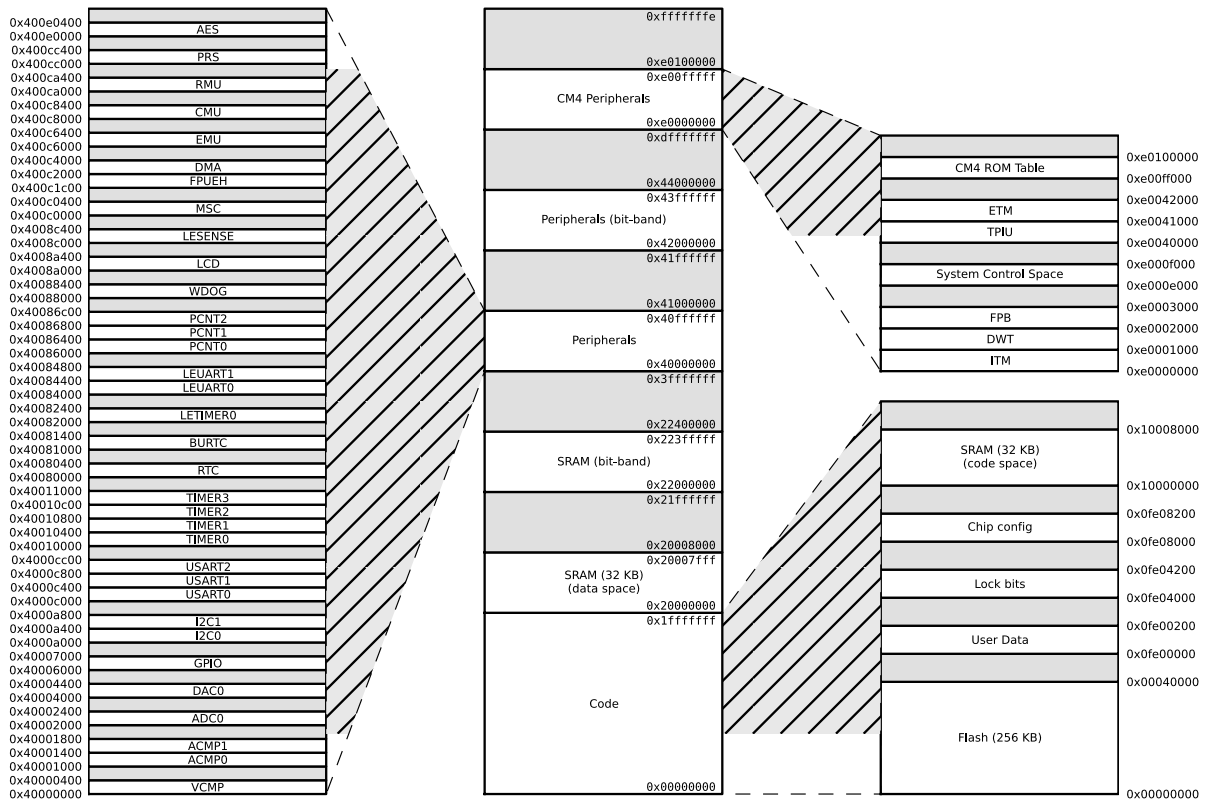 0x400e0400
AES
0x400e0000
0x400cc400
PRS
0x400cc000
0x400ca400
RMU
0x400ca000
0x400c8400
CMU
0x400c8000
0x400c6400
EMU
0x400c6000
0x400c4000
DMA
0x400c2000
FPUEH
0x400c1c00
0x400c0400
MSC
0x400c0000
0x4008c400
LESENSE
0x4008c000
0x4008a400
LCD
0x4008a000
0x40088400
WDOG
0x40088000
0x40086c00
PCNT2
0x40086800
PCNT1
0x40086400
PCNT0
0x40086000
0x40084800
LEUART1
0x40084400
LEUART0
0x40084000
0x40082400
LETIMER0
0x40082000
0x40081400
BURTC
0x40081000
0x40080400
RTC
0x40080000
0x40011000
TIMER3
0x40010c00
TIMER2
0x40010800
TIMER1
0x40010400
TIMER0
0x40010000
0x4000cc00
USART2
0x4000c800
USART1
0x4000c400
USART0
0x4000c000
0x4000a800
I2C1
0x4000a400
I2C0
0x4000a000
0x40007000
GPIO
0x40006000
0x40004400
DAC0
0x40004000
0x40002400
ADC0
0x40002000
0x40001800
ACMP1
0x40001400
ACMP0
0x40001000
0x40000400
VCMP
0x40000000
0xfffffffe
0xe0100000
0xe00fffff
CM4 Peripherals
0xe0000000
0xdfffffff
0x44000000
0x43ffffff
Peripherals (bit-band)
0x42000000
0x41ffffff
0x41000000
0x40ffffff
Peripherals
0x40000000
0x3fffffff
0x22400000
0x223fffff
SRAM (bit-band)
0x22000000
0x21ffffff
0x20008000
0x20007fff
SRAM (32 KB)
(data space)
0x20000000
0x1fffffff
Code
0x00000000
0xe0100000
CM4 ROM Table
0xe00ff000
0xe0042000
ETM
0xe0041000
TPIU
0xe0040000
0xe000f000
System Control Space
0xe000e000
0xe0003000
FPB
0xe0002000
DWT
0xe0001000
ITM
0xe0000000
0x10008000
SRAM (32 KB)
(code space)
0x10000000
0x0fe08200
Chip config
0x0fe08000
0x0fe04200
Lock bits
0x0fe04000
0x0fe00200
User Data
0x0fe00000
0x00040000
Flash (256 KB)
0x00000000